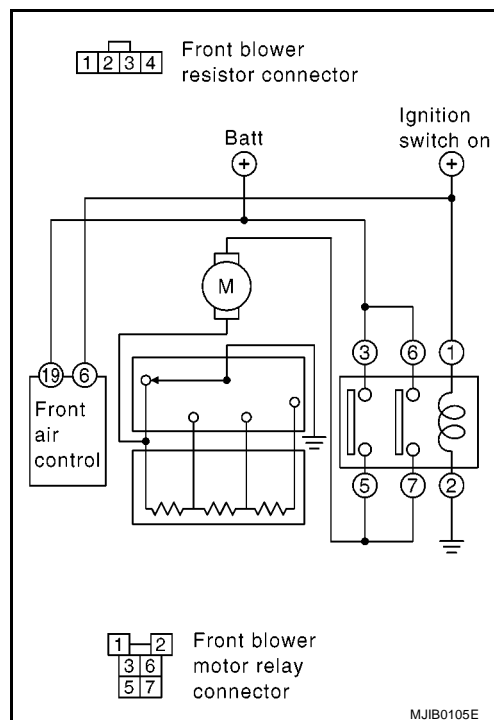 1 2 3 4
Front blower
resistor connector
Ignition
switch on
Batt
+
+
M
3 6 1
19 6
Front
air
control
5 7 2
1 2
3 6
5 7
Front blower
motor relay
connector
MJIB0105E